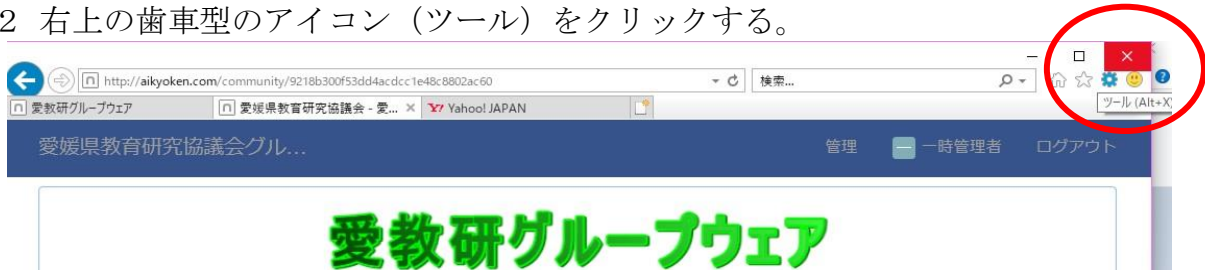 2 右上の歯車型のアイコン（ツール）をクリックする。
http://aikyoken.com/community/9218b300f53dd4acdcc1e48c8802ac60
検索...
愛教研グループウェア
愛媛県教育研究協議会 - 愛...
Yahoo! JAPAN
ツール (Alt+X)
愛媛県教育研究協議会グル...
管理
一時管理者
ログアウト
愛教研グループウェア